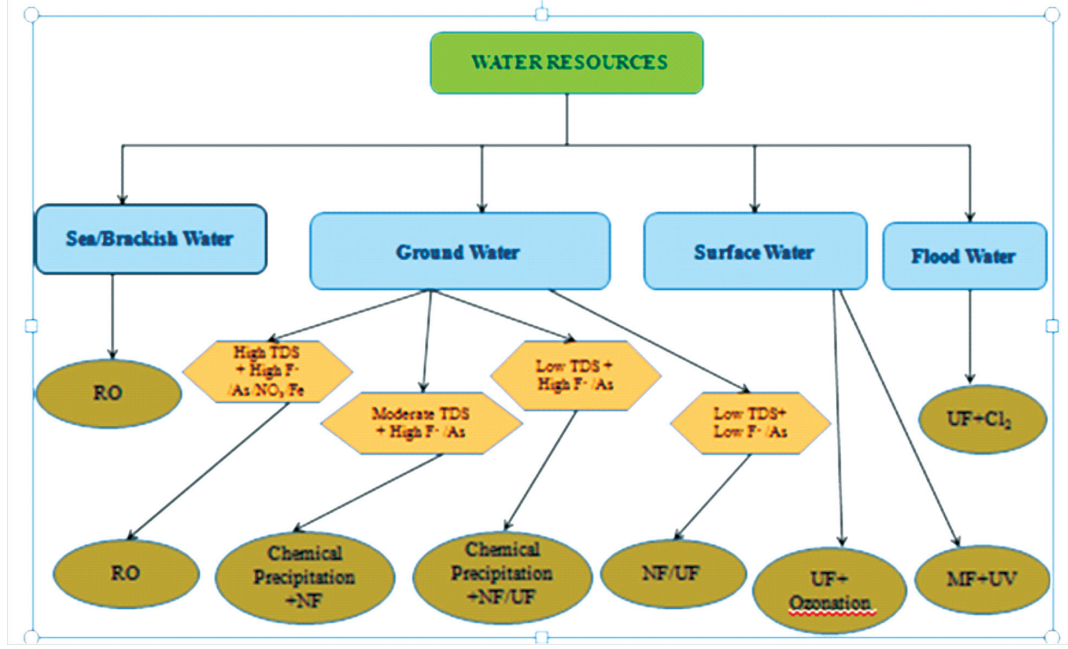 WATER RESOURCES
Sea/Brackish Water
Ground Water
Surface Water
Flood Water
RO
High TDS
+ High F-
/As/NO₃/Fe
Moderate TDS
+ High F- /As
Low TDS +
High F- /As
Low TDS+
Low F- /As
UF+Cl₂
RO
Chemical
Precipitation
+NF
Chemical
Precipitation
+NF/UF
NF/UF
UF+
Ozonation
MF+UV